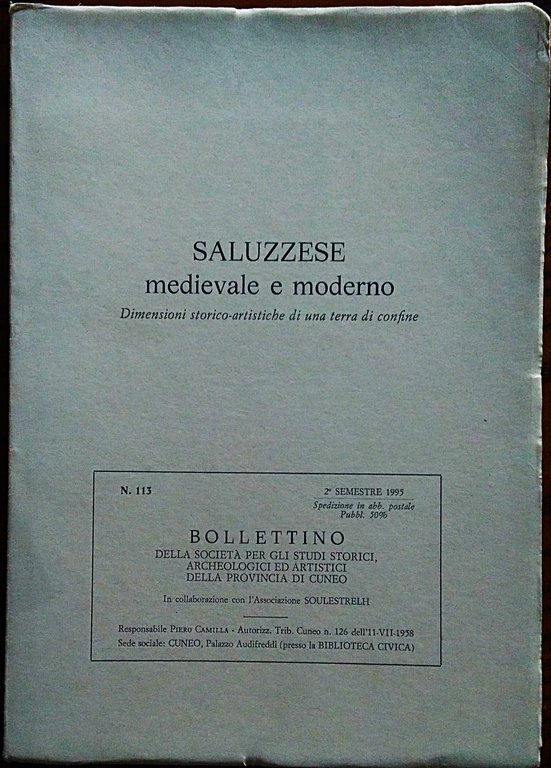 SALUZZESE
medievale e moderno
Dimensioni storico-artistiche di una terra di confine
N. 113
2º SEMESTRE 1995
Spedizione in abb. postale
Pubbl. 50%
BOLLETTINO
DELLA SOCIETÀ PER GLI STUDI STORICI,
ARCHEOLOGICI ED ARTISTICI
DELLA PROVINCIA DI CUNEO
In collaborazione con l'Associazione SOULESTRELH
Responsabile PIERO CAMILLA - Autorizz. Trib. Cuneo n. 126 dell'11-VII-1958
Sede sociale: CUNEO, Palazzo Audifreddi (presso la BIBLIOTECA CIVICA)